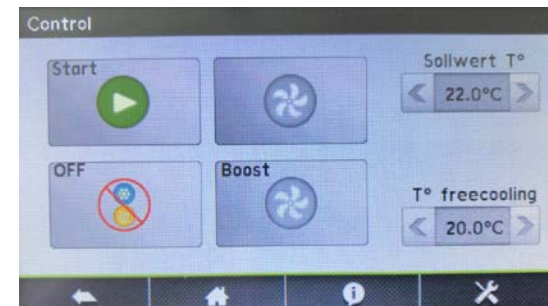 Control
Start
Sollwert T°
22.0°C
OFF
Boost
T° freecooling
20.0°C